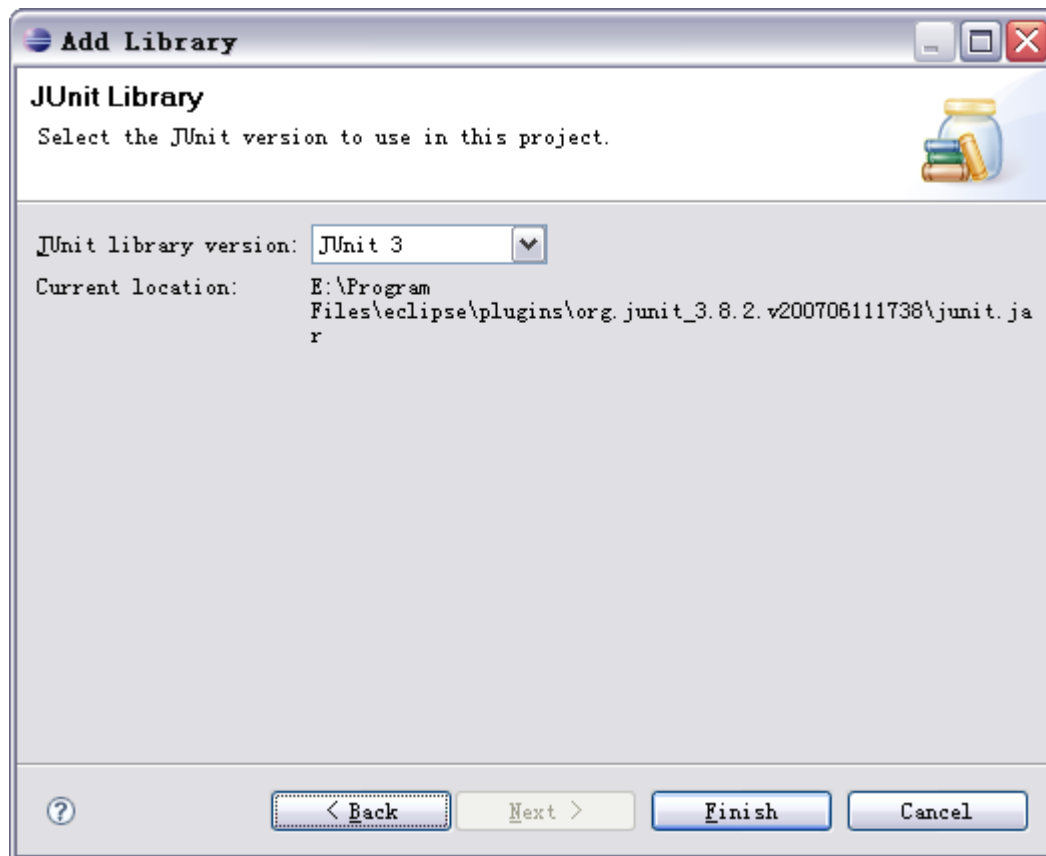 Add Library
JUnit Library
Select the JUnit version to use in this project.
JUnit library version: JUnit 3
Current location: E:\Program
Files\eclipse\plugins\org.junit_3.8.2.v200706111738\junit.ja
r
? < Back Next > Finish Cancel